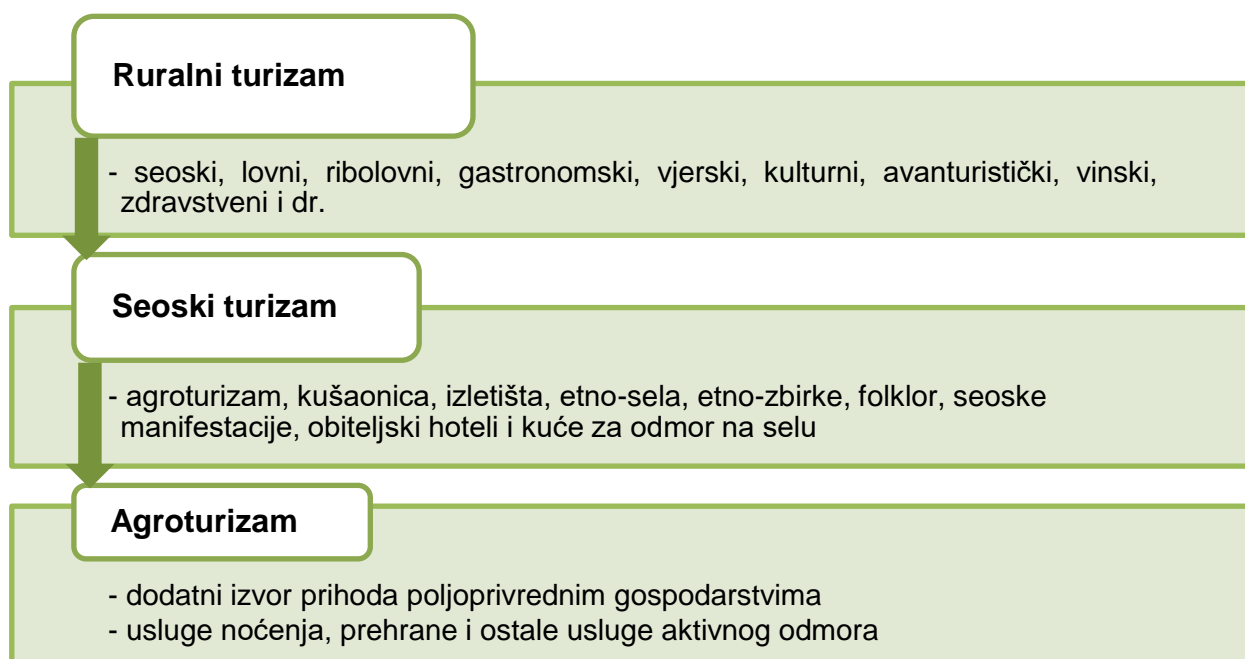 Ruralni turizam
- seoski, lovni, ribolovni, gastronomski, vjerski, kulturni, avanturistički, vinski,
zdravstveni i dr.
Seoski turizam
- agroturizam, kušaonica, izletišta, etno-sela, etno-zbirke, folklor, seoske
manifestacije, obiteljski hoteli i kuće za odmor na selu
Agroturizam
- dodatni izvor prihoda poljoprivrednim gospodarstvima
- usluge noćenja, prehrane i ostale usluge aktivnog odmora